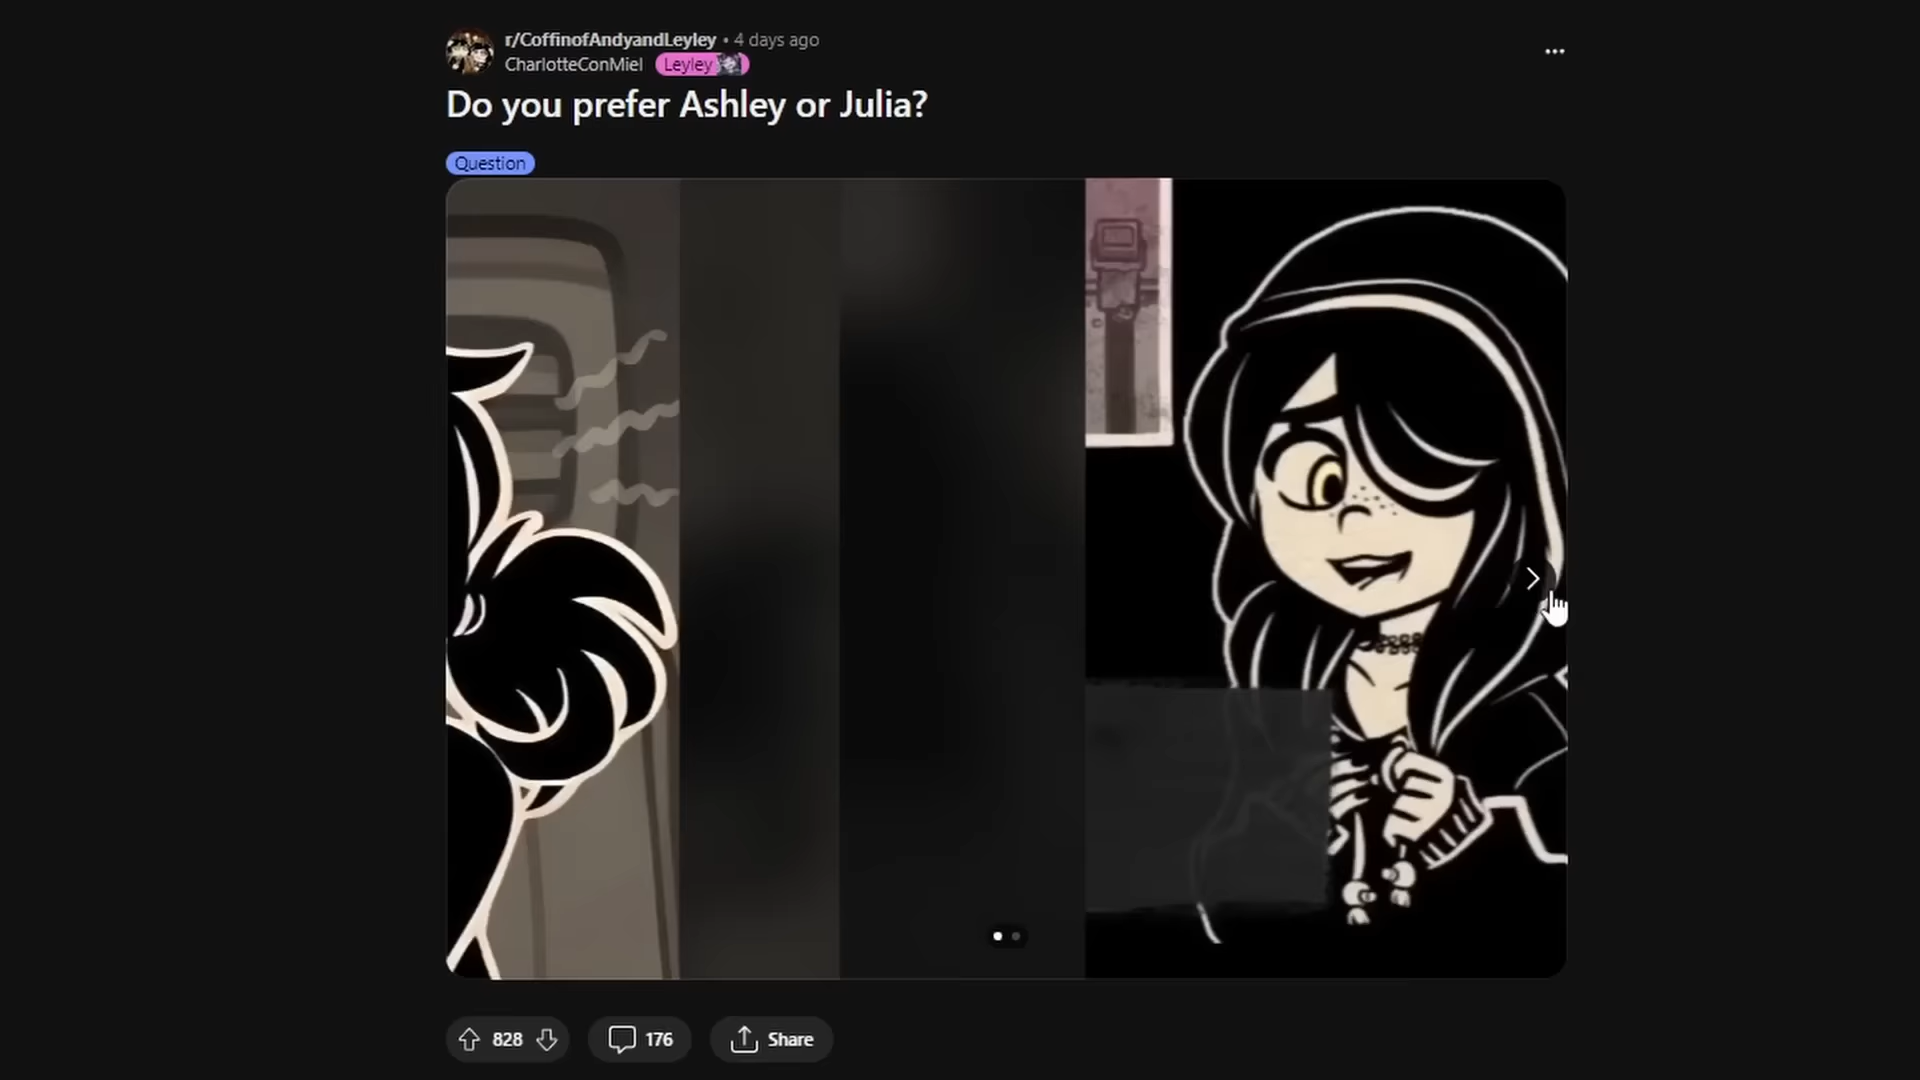 r/CoffinofAndyandLeyley • 4 days ago
CharlotteConMiel Leyley
Do you prefer Ashley or Julia?
Question
828 176 Share